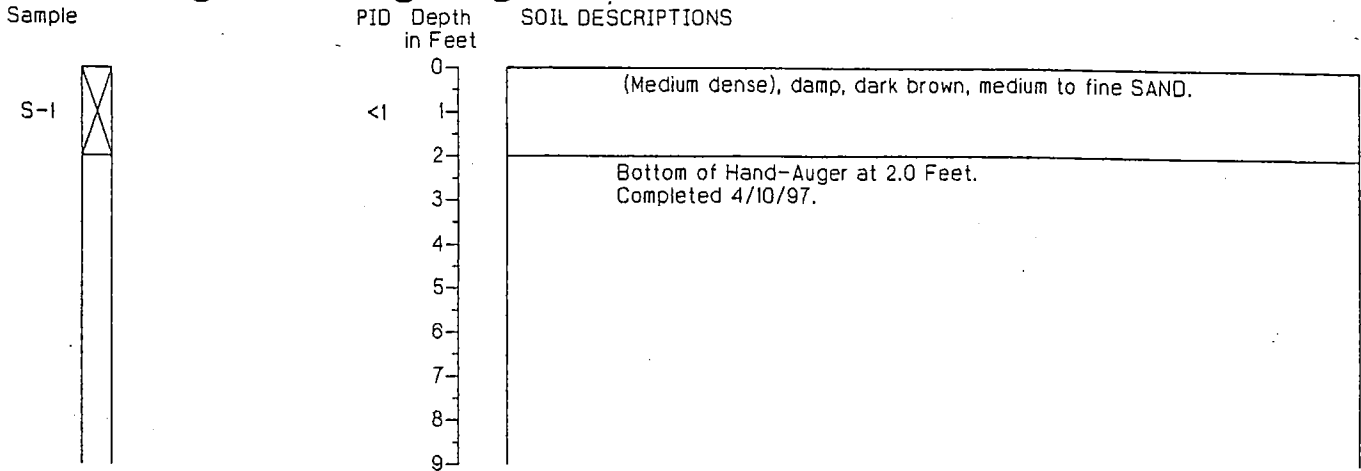 Sample PID Depth in Feet SOIL DESCRIPTIONS
0
(Medium dense), damp, dark brown, medium to fine SAND.
S-1 <1 1
2
Bottom of Hand-Auger at 2.0 Feet.
3 Completed 4/10/97.
4
5
6
7
8
9